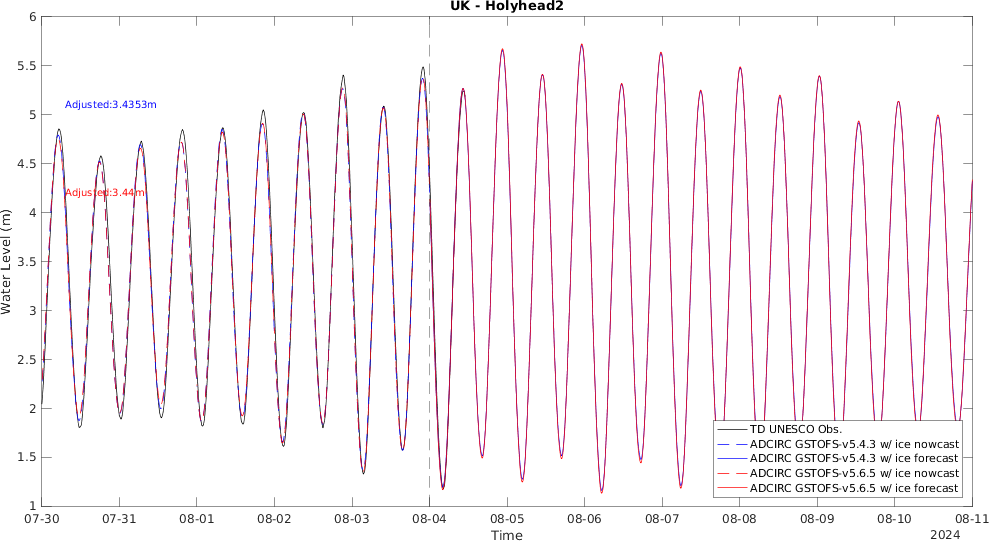 UK - Holyhead2
6
5.5
5
4.5
4
3.5
3
2.5
2
1.5
1
Water Level (m)
Adjusted:3.4353m
Adjusted:3.44m
TD UNESCO Obs.
ADCIRC GSTOFS-v5.4.3 w/ ice nowcast
ADCIRC GSTOFS-v5.4.3 w/ ice forecast
ADCIRC GSTOFS-v5.6.5 w/ ice nowcast
ADCIRC GSTOFS-v5.6.5 w/ ice forecast
07-30 07-31 08-01 08-02 08-03 08-04 08-05 08-06 08-07 08-08 08-09 08-10 08-11
Time
2024